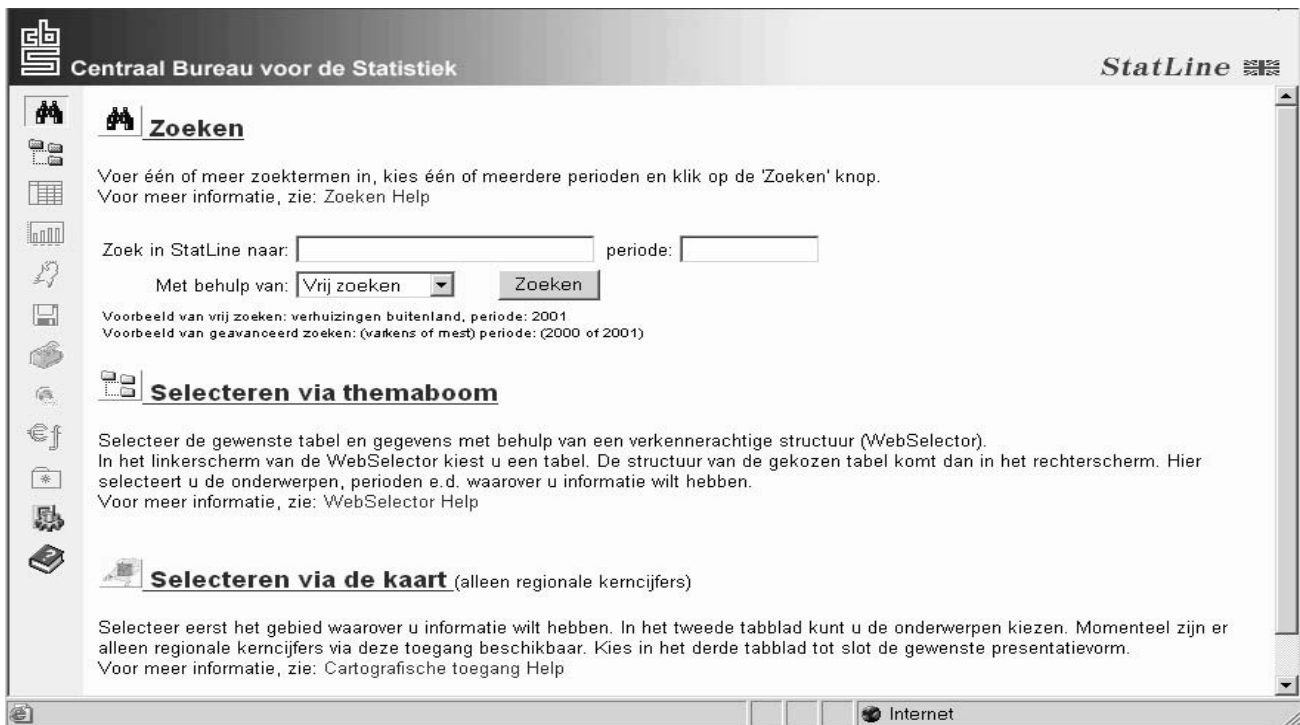 cbs
Centraal Bureau voor de Statistiek
StatLine
Zoeken
Voer één of meer zoektermen in, kies één of meerdere perioden en klik op de 'Zoeken' knop.
Voor meer informatie, zie: Zoeken Help
Zoek in StatLine naar: periode:
Met behulp van: Vrij zoeken Zoeken
Voorbeeld van vrij zoeken: verhuizingen buitenland, periode: 2001
Voorbeeld van geavanceerd zoeken: (varkens of mest) periode: (2000 of 2001)
Selecteren via themaboom
Selecteer de gewenste tabel en gegevens met behulp van een verkennerachtige structuur (WebSelector).
In het linkerscherm van de WebSelector kiest u een tabel. De structuur van de gekozen tabel komt dan in het rechterscherm. Hier
selecteert u de onderwerpen, perioden e.d. waarover u informatie wilt hebben.
Voor meer informatie, zie: WebSelector Help
€ƒ
Selecteren via de kaart (alleen regionale kerncijfers)
Selecteer eerst het gebied waarover u informatie wilt hebben. In het tweede tabblad kunt u de onderwerpen kiezen. Momenteel zijn er
alleen regionale kerncijfers via deze toegang beschikbaar. Kies in het derde tabblad tot slot de gewenste presentatievorm.
Voor meer informatie, zie: Cartografische toegang Help
Internet